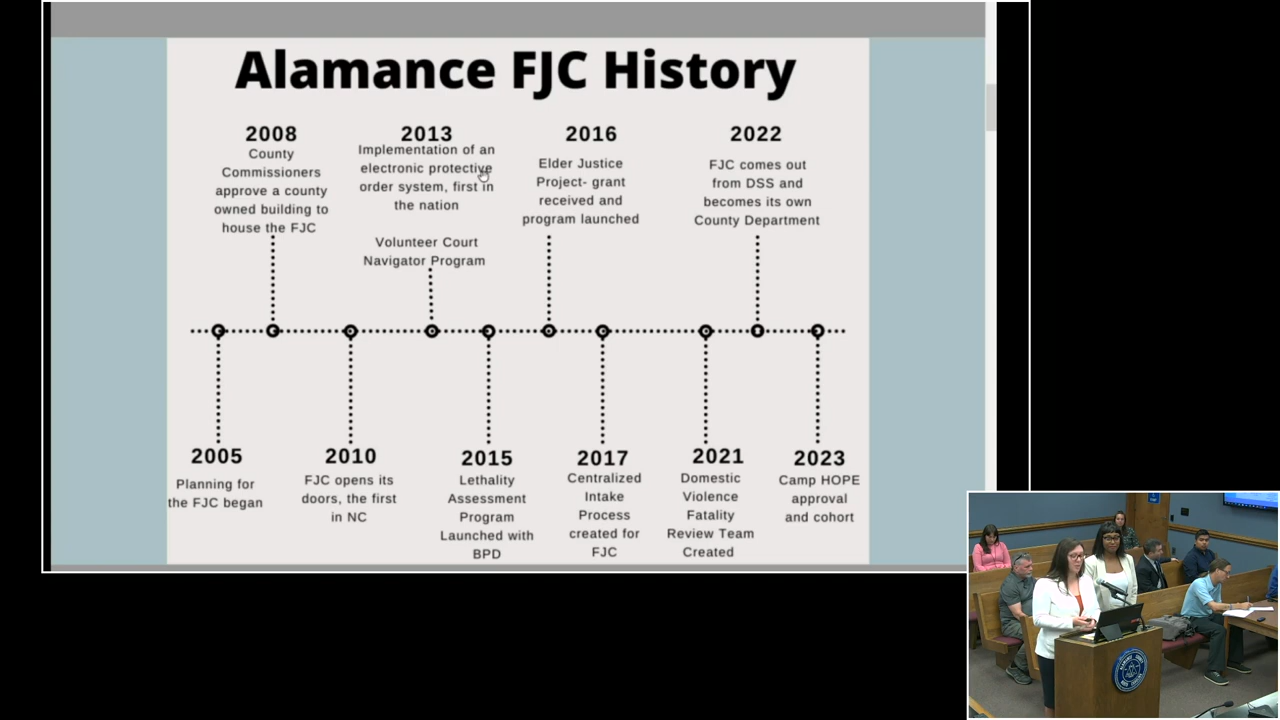 Alamance FJC History
2008
County
Commissioners
approve a county
owned building to
house the FJC
2013
Implementation of an
electronic protective
order system, first in
the nation
Volunteer Court
Navigator Program
2016
Elder Justice
Project- grant
received and
program launched
2022
FJC comes out
from DSS and
becomes its own
County Department
2005
Planning for
the FJC began
2010
FJC opens its
doors, the first
in NC
2015
Lethality
Assessment
Program
Launched with
BPD
2017
Centralized
Intake
Process
created for
FJC
2021
Domestic
Violence
Fatality
Review Team
Created
2023
Camp HOPE
approval
and cohort